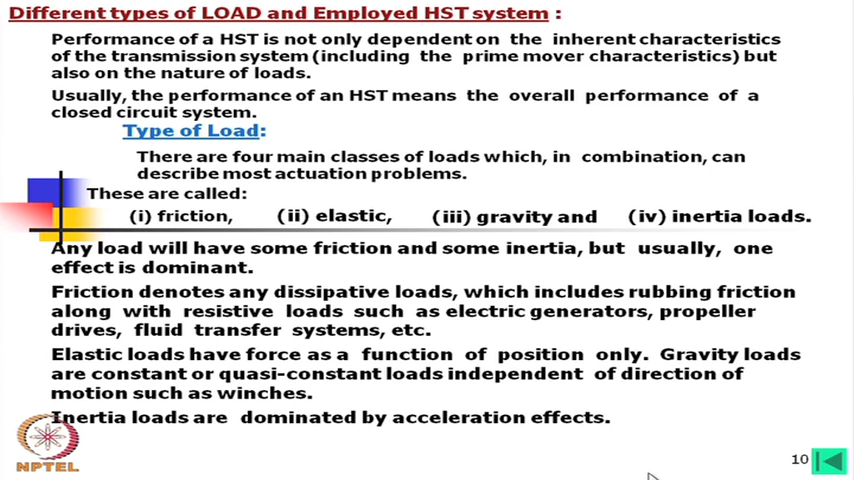 Different types of LOAD and Employed HST system :
Performance of a HST is not only dependent on the inherent characteristics
of the transmission system (including the prime mover characteristics) but
also on the nature of loads.
Usually, the performance of an HST means the overall performance of a
closed circuit system.
Type of Load:
There are four main classes of loads which, in combination, can
describe most actuation problems.
These are called:
(i) friction, (ii) elastic, (iii) gravity and (iv) inertia loads.
Any load will have some friction and some inertia, but usually, one
effect is dominant.
Friction denotes any dissipative loads, which includes rubbing friction
along with resistive loads such as electric generators, propeller
drives, fluid transfer systems, etc.
Elastic loads have force as a function of position only. Gravity loads
are constant or quasi-constant loads independent of direction of
motion such as winches.
Inertia loads are dominated by acceleration effects.
NPTEL
10